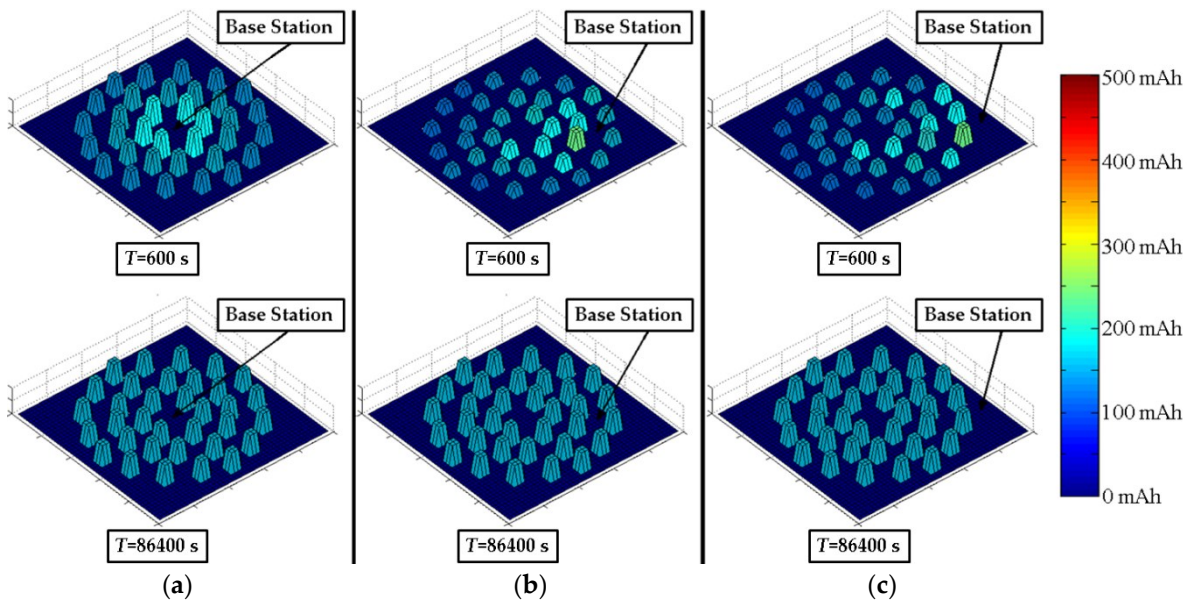 Base Station
Base Station
Base Station
T=600 s
T=600 s
T=600 s
500 mAh
400 mAh
300 mAh
200 mAh
100 mAh
0 mAh
Base Station
Base Station
Base Station
T=86400 s
T=86400 s
T=86400 s
(a)
(b)
(c)